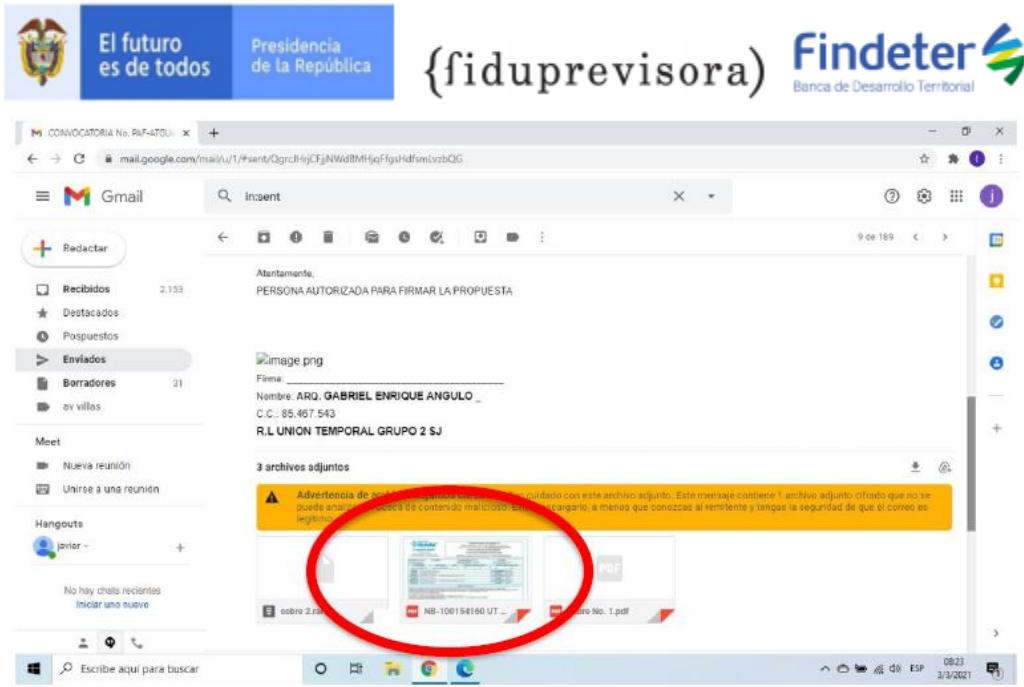 El futuro
es de todos
Presidencia
de la República
{fiduprevisora)
Findeter
Banca de Desarrollo Territorial
CONVOCATORIA No. PAF-ATGU
mail.google.com/mail/u/1/#sent/
Gmail
in:sent
Redactar
9 de 189
Atentamente,
PERSONA AUTORIZADA PARA FIRMAR LA PROPUESTA
Recibidos 2.153
Destacados
Pospuestos
Enviados
Borradores 21
av villas
image.png
Firma: ____________________
Nombre: ARQ. GABRIEL ENRIQUE ANGULO _
C.C.: 85.467.543
R.L UNION TEMPORAL GRUPO 2 SJ
Meet
Nueva reunión
Unirse a una reunión
3 archivos adjuntos
Advertencia de cuidado con este archivo adjunto. Este mensaje contiene 1 archivo adjunto cifrado que no se
puede de contenido malicioso. a menos que conozcas al remitente y tengas la seguridad de que el correo es
legítimo
Hangouts
javier
No hay chats recientes
Iniciar uno nuevo
PDF
sobre 2.rar
PDF NB-100154160 UT ...
PDF No. 1.pdf
Escribe aquí para buscar
ESP
08:23
3/3/2021